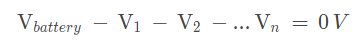 V_battery − V_1 − V_2 − ... V_n = 0 V